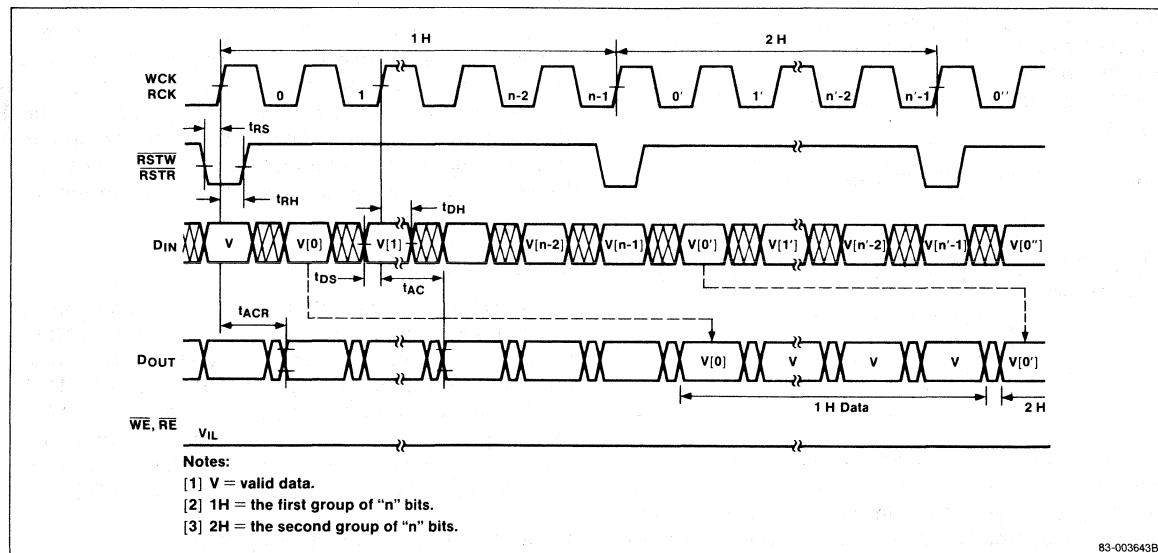 1 H 2 H
WCK
RCK
0 1 n-2 n-1 0' 1' n'-2 n'-1 0''
tRS
RSTW
RSTR
tRH
tDH
DIN V V[0] V[1] V[n-2] V[n-1] V[0'] V[1'] V[n'-2] V[n'-1] V[0'']
tDS
tAC
tACR
DOUT V[0] V V V V[0']
1 H Data 2 H
WE, RE
VIL
Notes:
[1] V = valid data.
[2] 1H = the first group of "n" bits.
[3] 2H = the second group of "n" bits.
83-003643B